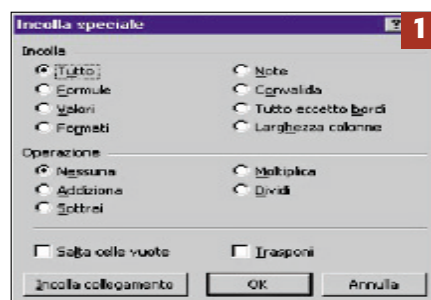 Incolla speciale
?
1
Incolla
Tutto
Note
Formule
Convalida
Valori
Tutto eccetto bordi
Formati
Larghezza colonne
Operazione
Nessuna
Moltiplica
Addiziona
Dividi
Sottrai
Salta celle vuote
Trasponi
Incolla collegamento
OK
Annulla